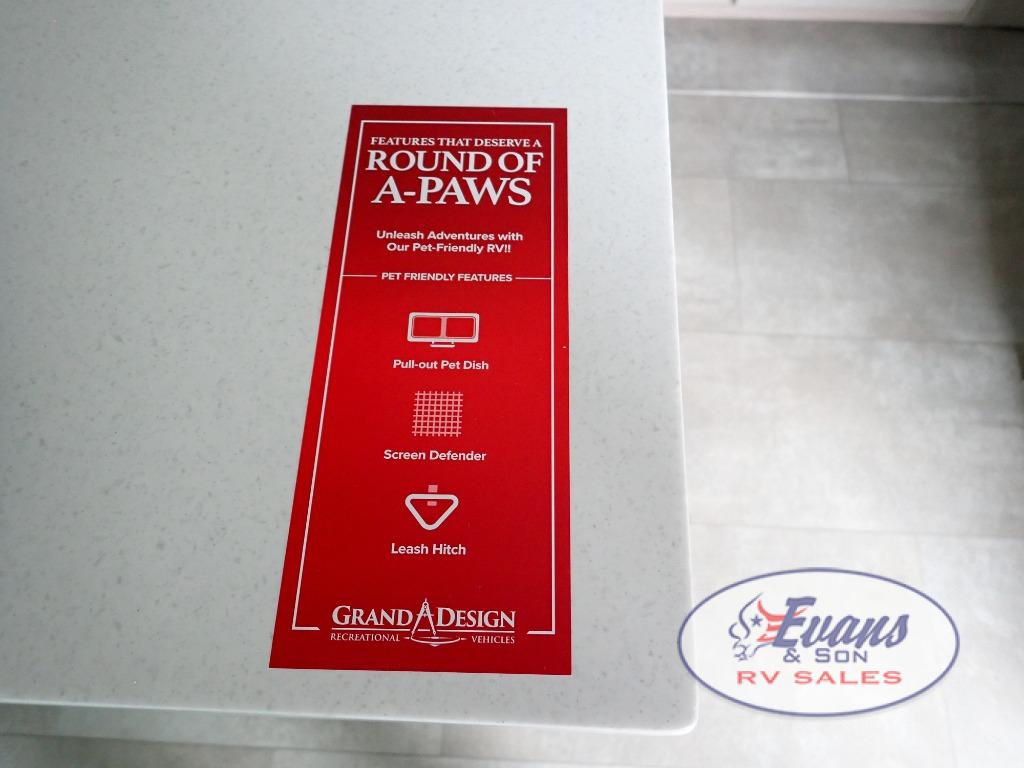 FEATURES THAT DESERVE A
ROUND OF
A-PAWS
Unleash Adventures with
Our Pet-Friendly RV!!
PET FRIENDLY FEATURES
Pull-out Pet Dish
Screen Defender
Leash Hitch
GRAND DESIGN
RECREATIONAL VEHICLES
Evans
& SON
RV SALES